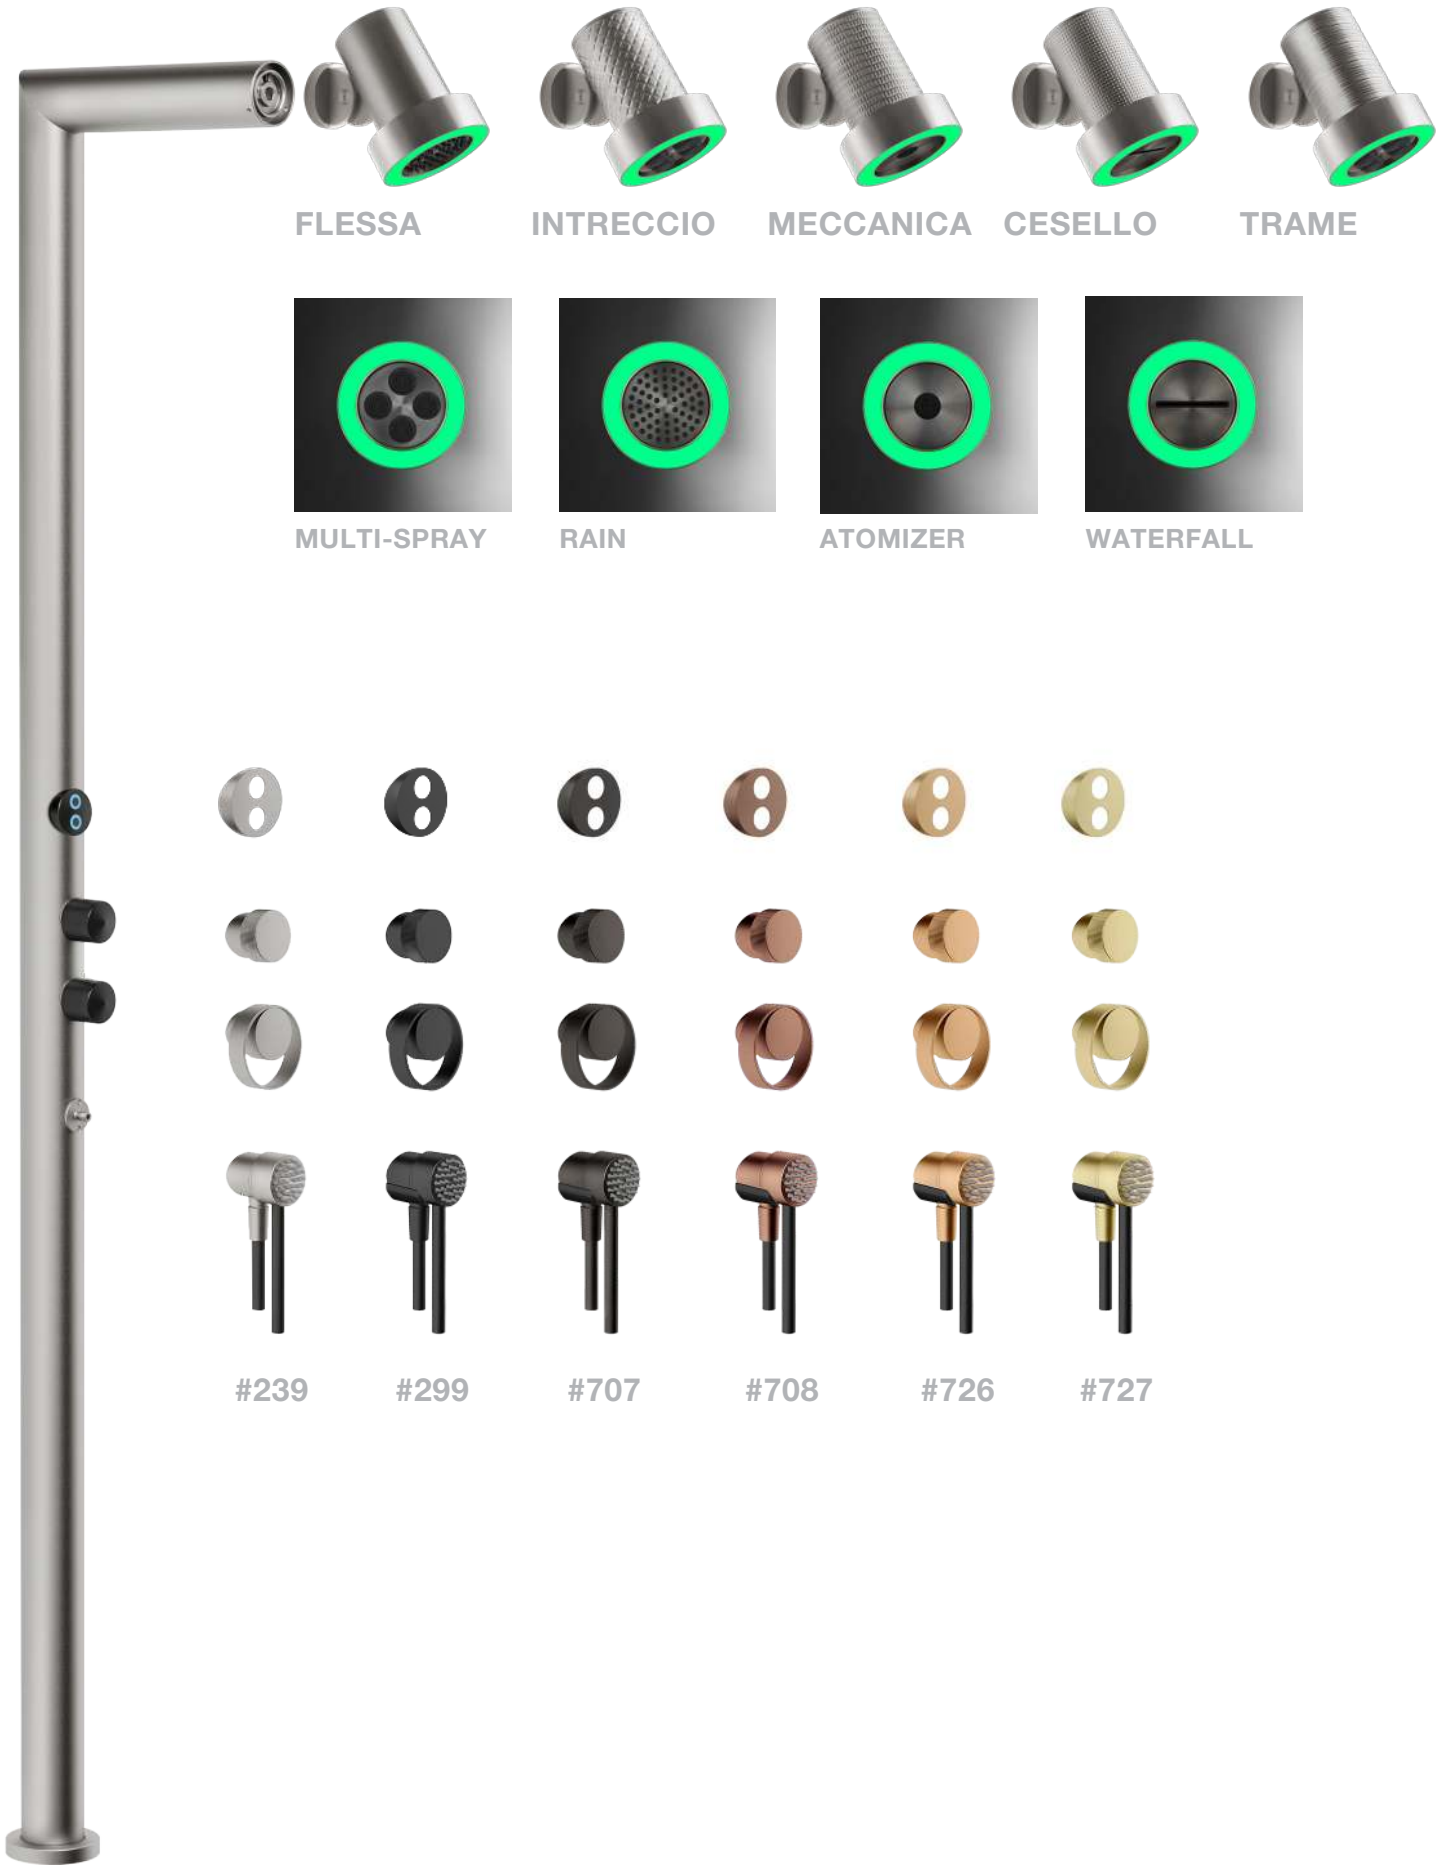 FLESSA INTRECCIO MECCANICA CESELLO TRAME
MULTI-SPRAY RAIN ATOMIZER WATERFALL
#239 #299 #707 #708 #726 #727